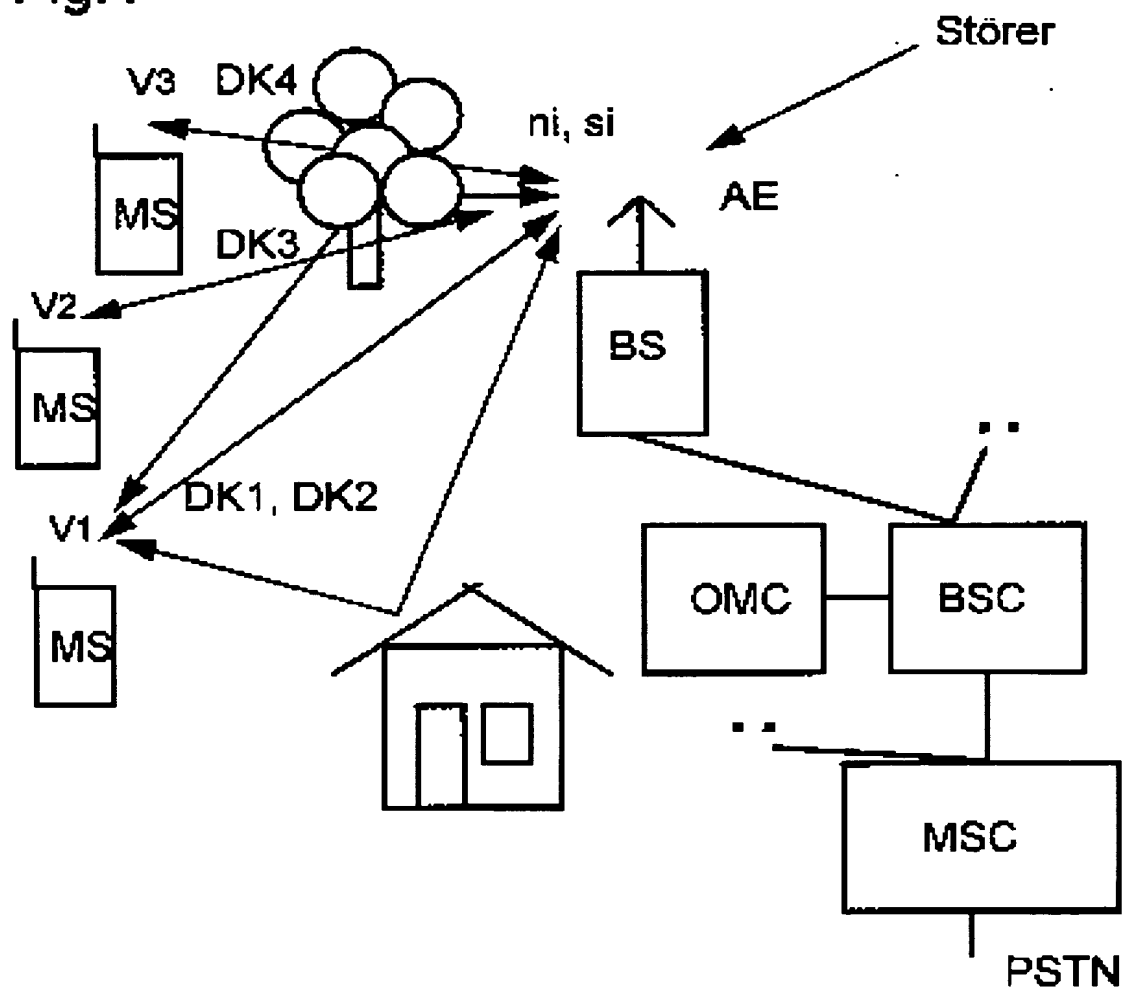 Störer
V3 DK4
ni, si
MS
AE
DK3
V2
BS
MS
. .
DK1, DK2
V1
OMC
BSC
MS
. .
MSC
PSTN